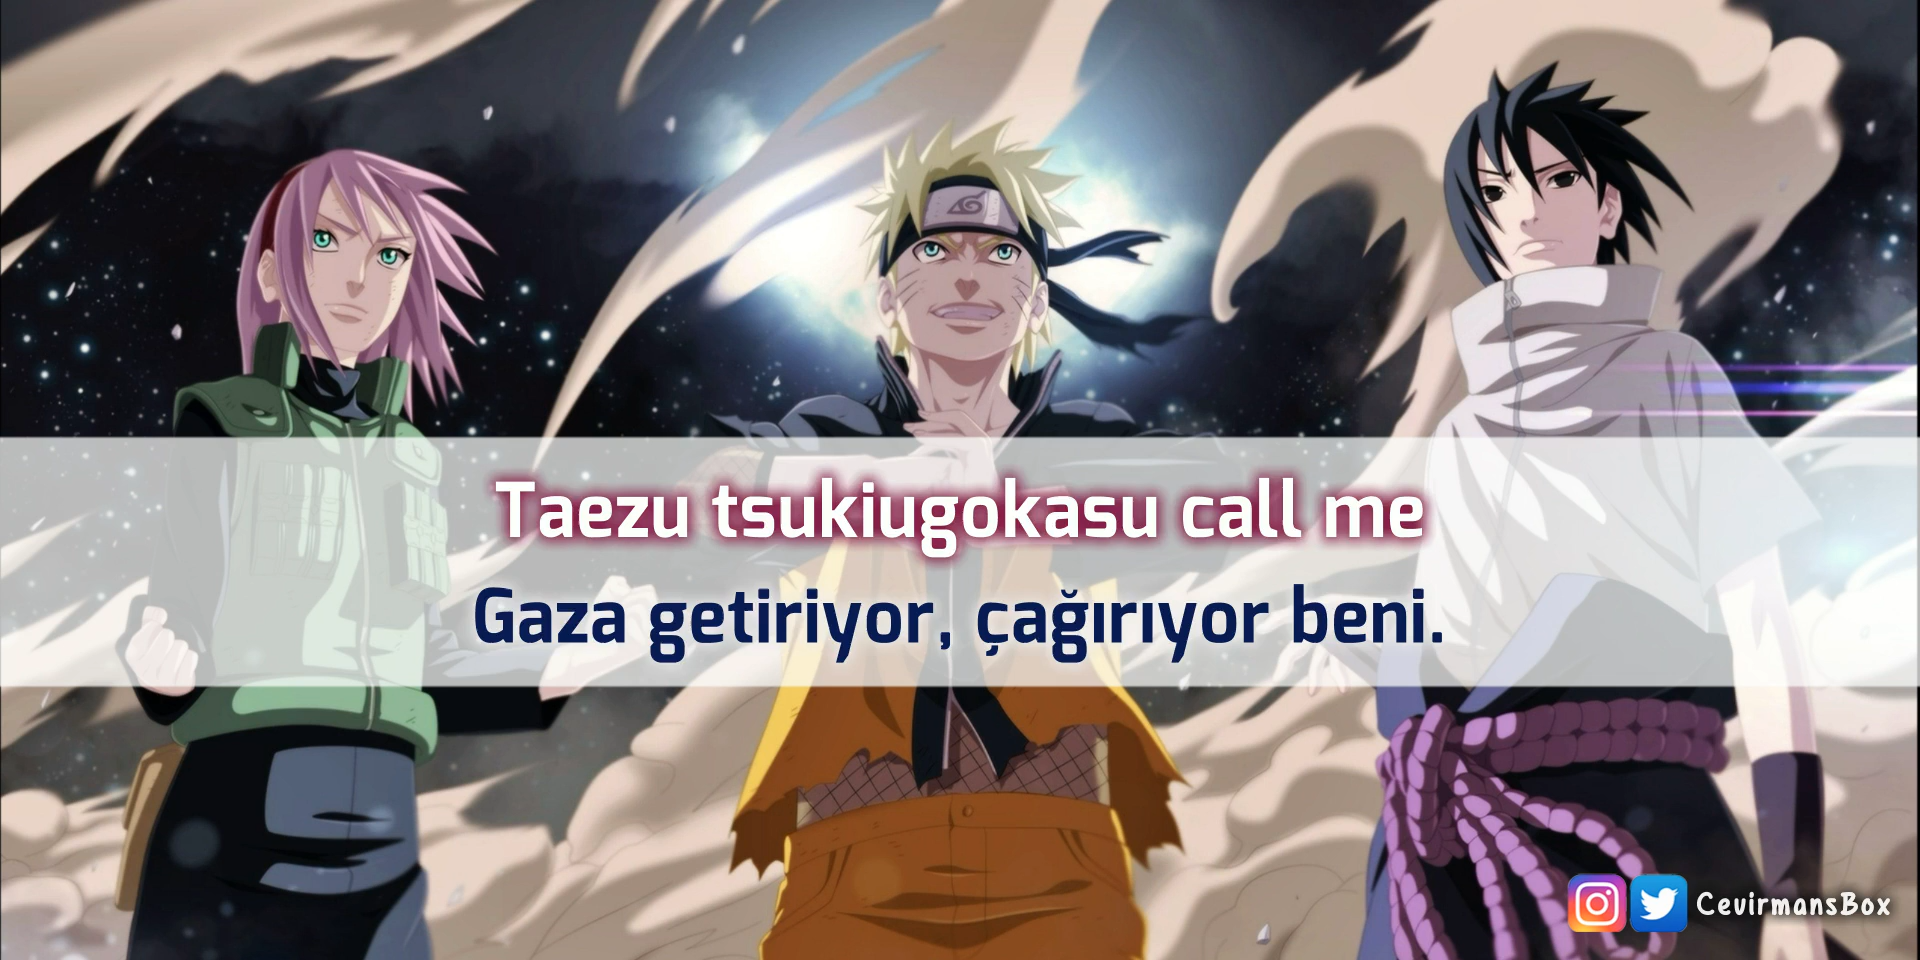 Taezu tsukiugokasu call me
Gaza getiriyor, çağırıyor beni.
CevirmansBox